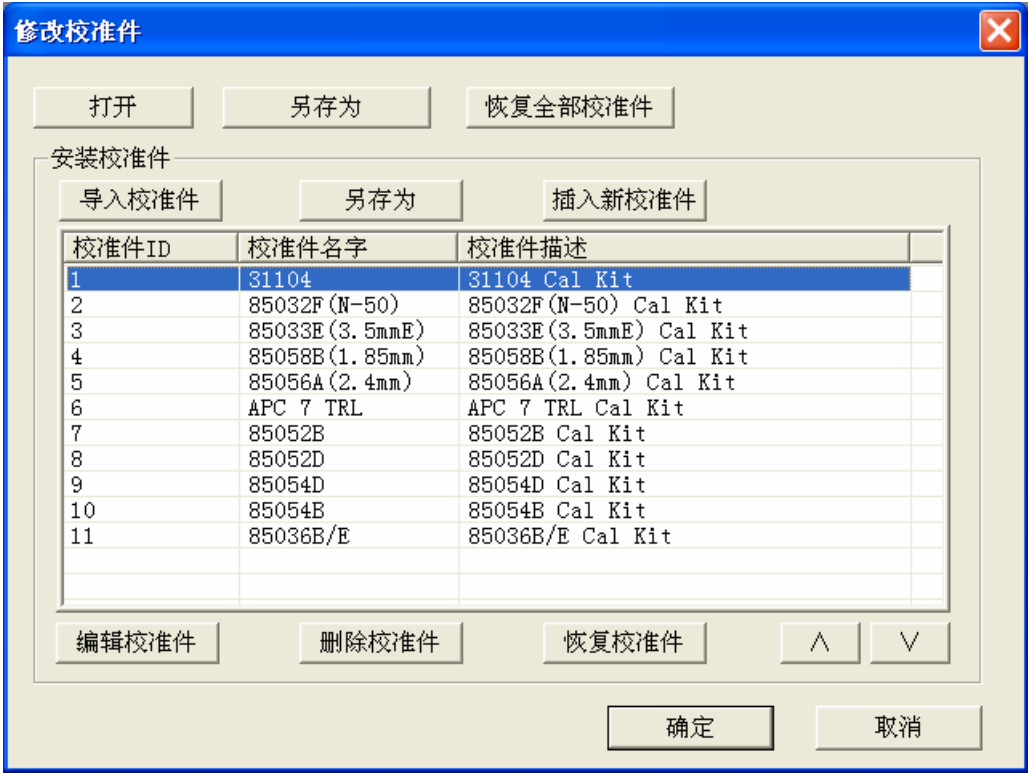 修改校准件
打开 另存为 恢复全部校准件
安装校准件
导入校准件 另存为 插入新校准件
校准件ID 校准件名字 校准件描述
1 31104 31104 Cal Kit
2 85032F(N-50) 85032F(N-50) Cal Kit
3 85033E(3.5mmE) 85033E(3.5mmE) Cal Kit
4 85058B(1.85mm) 85058B(1.85mm) Cal Kit
5 85056A(2.4mm) 85056A(2.4mm) Cal Kit
6 APC 7 TRL APC 7 TRL Cal Kit
7 85052B 85052B Cal Kit
8 85052D 85052D Cal Kit
9 85054D 85054D Cal Kit
10 85054B 85054B Cal Kit
11 85036B/E 85036B/E Cal Kit
编辑校准件 删除校准件 恢复校准件 ∧ ∨
确定 取消